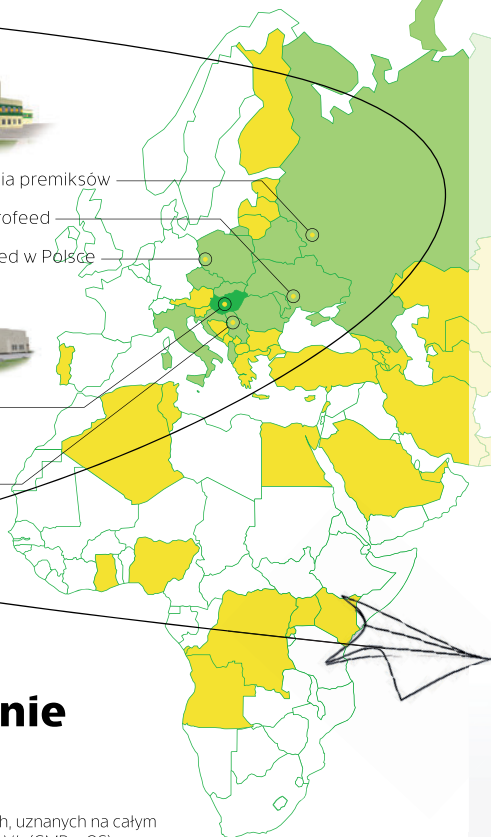 ia premiksów
rofeed
ed w Polsce
nie
h, uznanych na całym